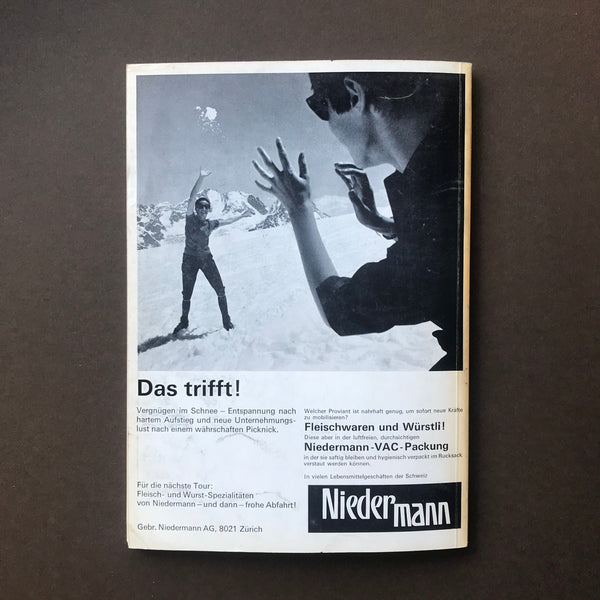 Das trifft!
Vergnügen im Schnee – Entspannung nach
hartem Aufstieg und neue Unternehmungs-
lust nach einem währschaften Picknick.
Für die nächste Tour:
Fleisch- und Wurst-Spezialitäten
von Niedermann – und dann – frohe Abfahrt!
Gebr. Niedermann AG, 8021 Zürich
Welcher Proviant ist nahrhaft genug, um sofort neue Kräfte
zu mobilisieren?
Fleischwaren und Würstli!
Diese aber in der luftfreien, durchsichtigen
Niedermann-VAC-Packung
in der sie saftig bleiben und hygienisch verpackt im Rucksack
verstaut werden können.
In vielen Lebensmittelgeschäften der Schweiz
Niedermann